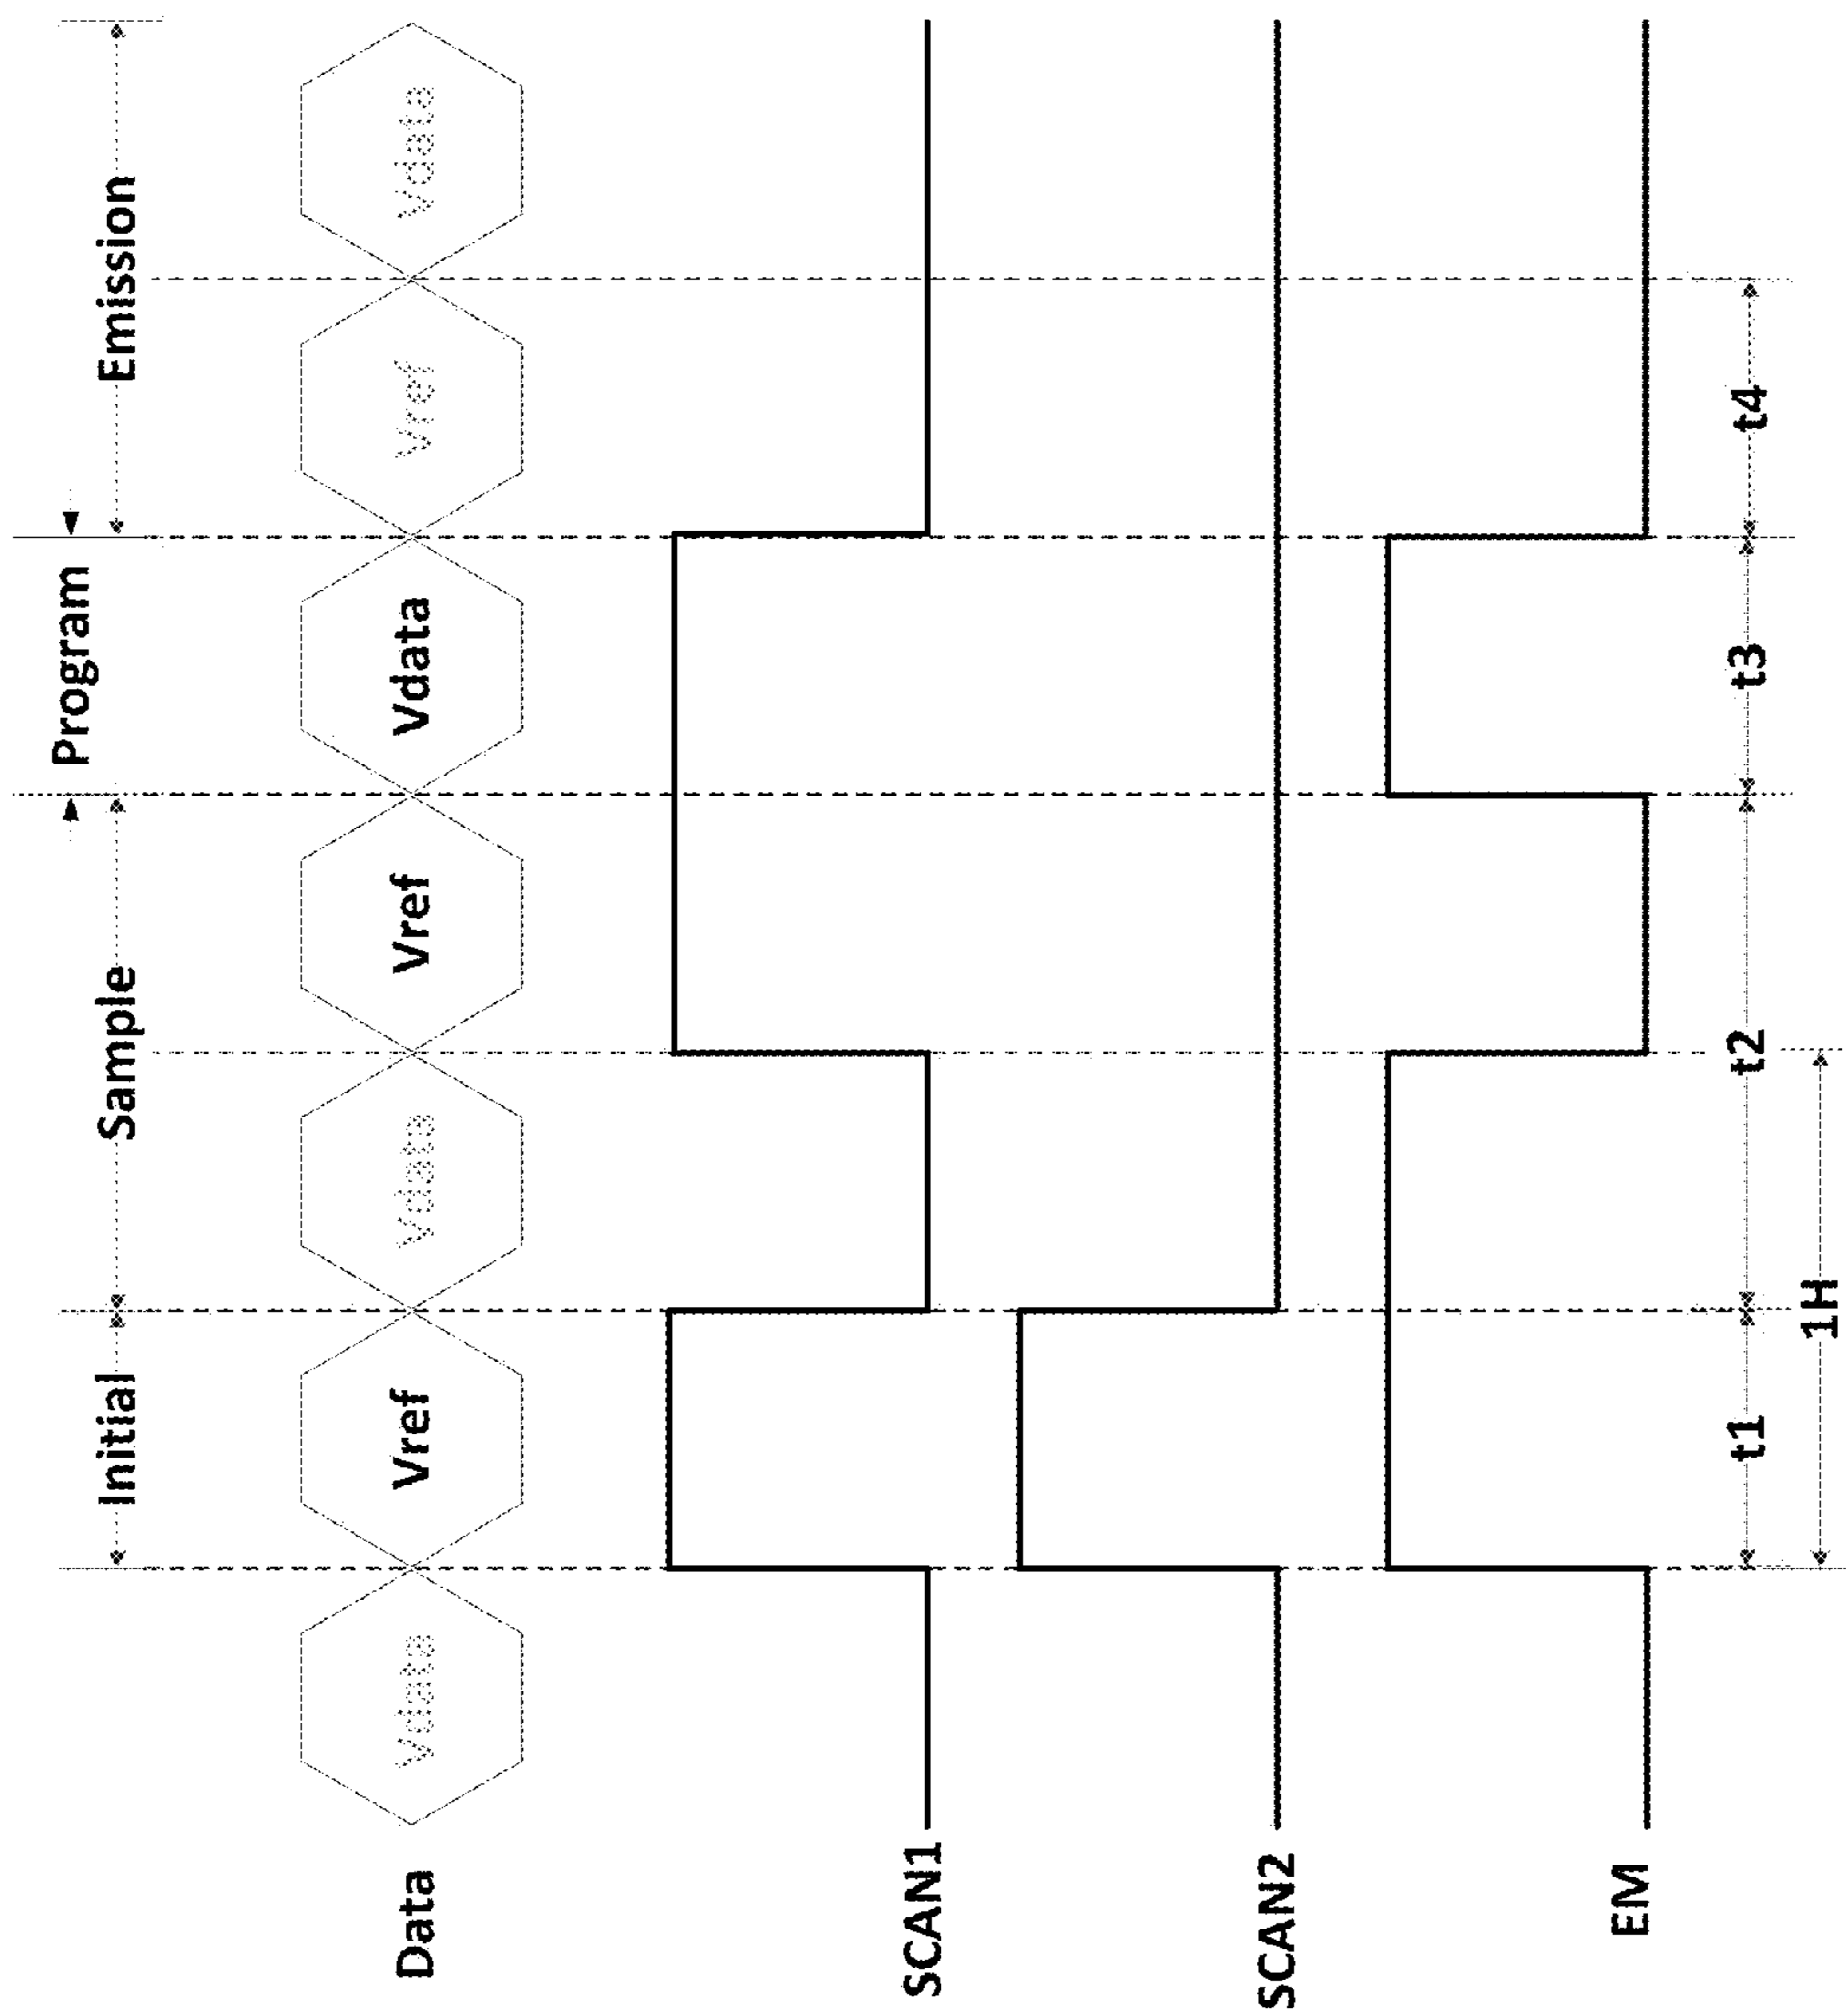 Initial
Sample
Program
Emission
Data
Vdata
Vref
Vdata
Vref
Vdata
Vref
Vdata
SCAN1
SCAN2
EM
t1
t2
t3
t4
1H